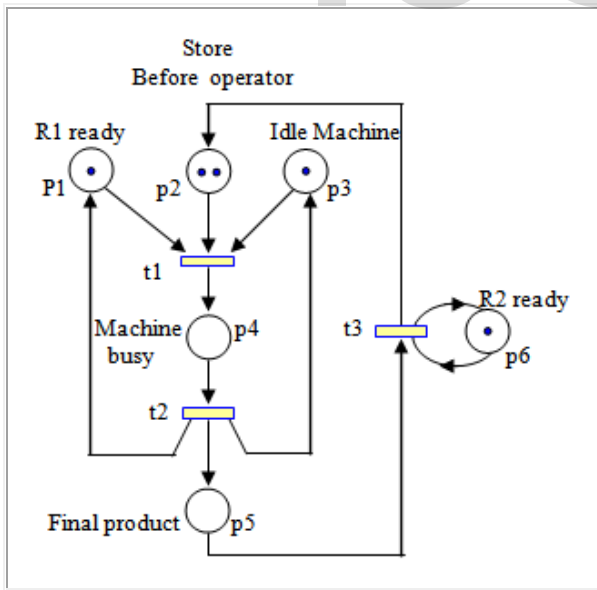 Store
Before operator
R1 ready
Idle Machine
P1
p2
p3
t1
R2 ready
Machine
busy
p4
t3
p6
t2
Final product
p5